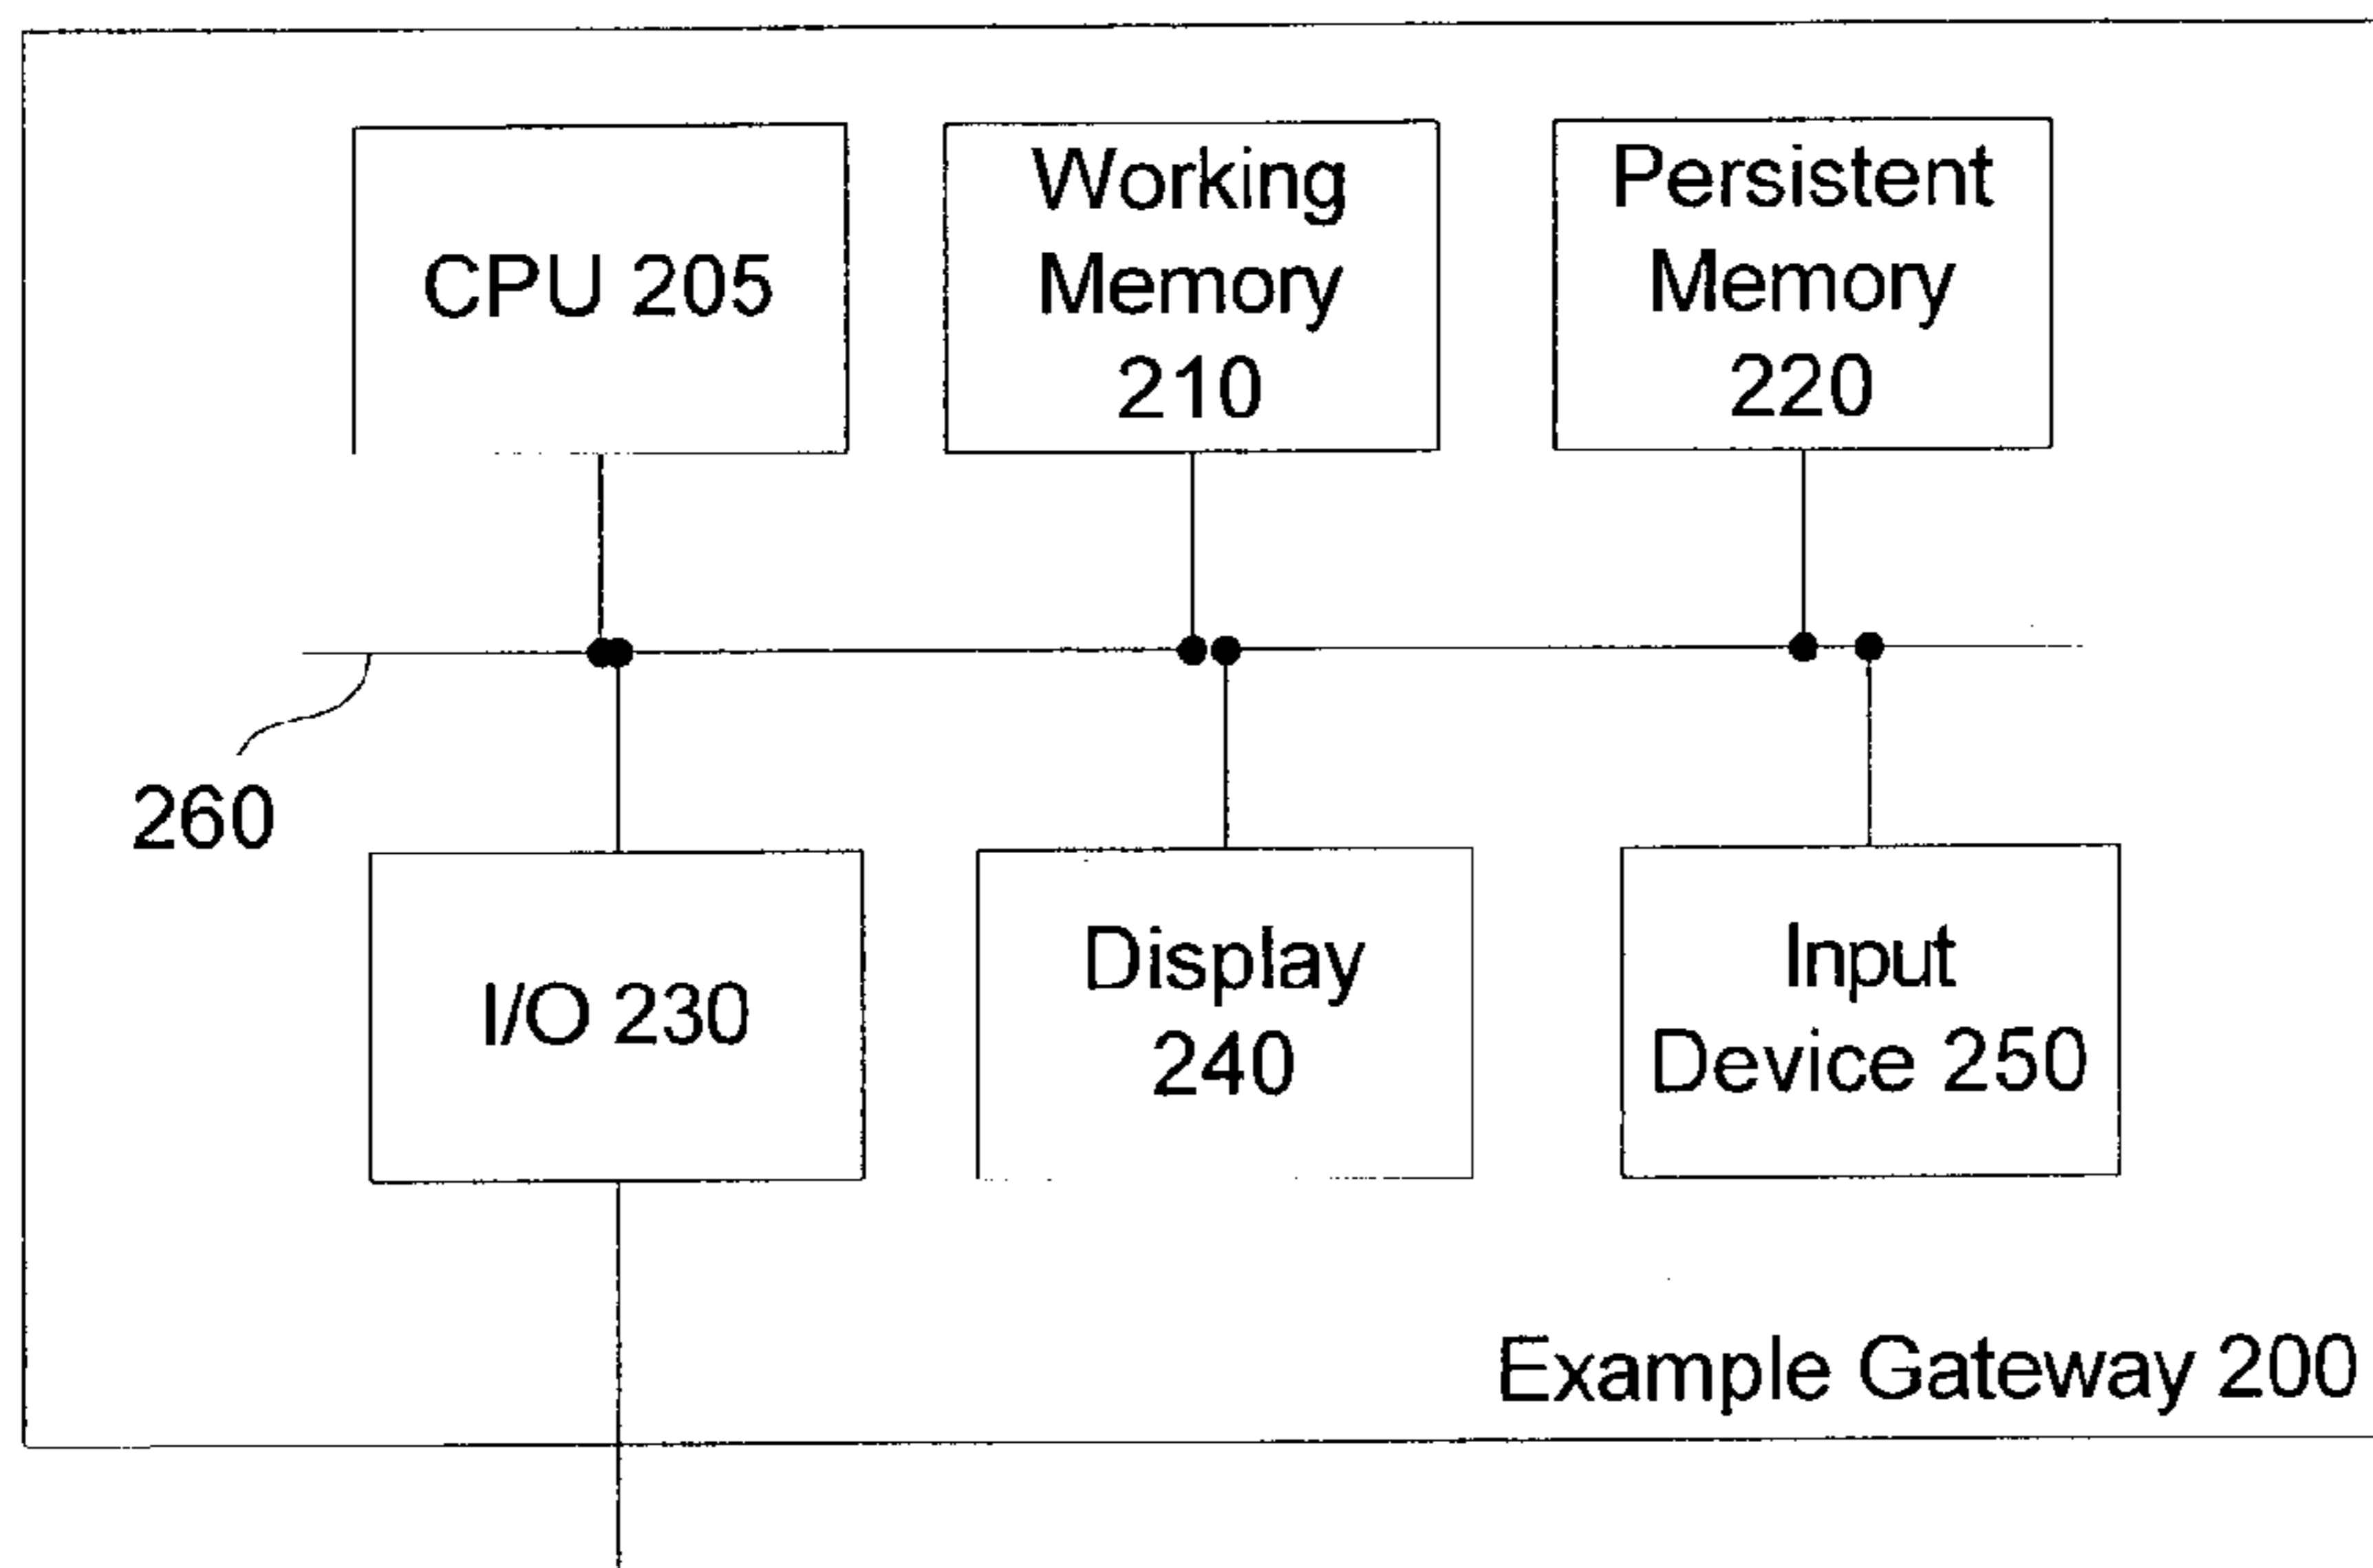 CPU 205
Working
Memory
210
Persistent
Memory
220
260
I/O 230
Display
240
Input
Device 250
Example Gateway 200